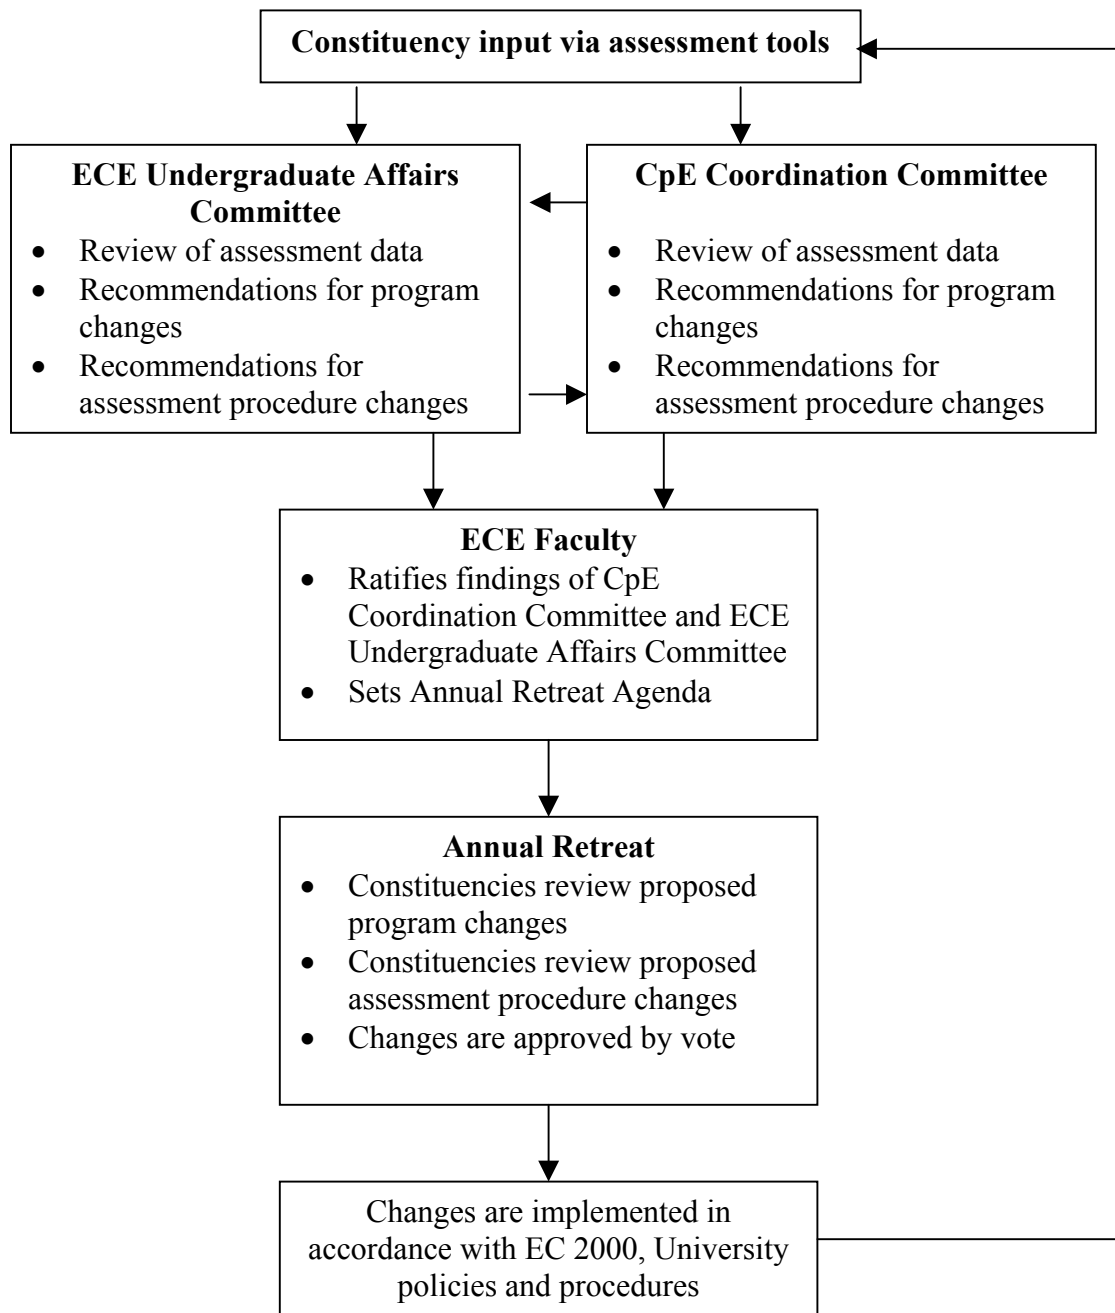 Constituency input via assessment tools
ECE Undergraduate Affairs
Committee
• Review of assessment data
• Recommendations for program
changes
• Recommendations for
assessment procedure changes
CpE Coordination Committee
• Review of assessment data
• Recommendations for program
changes
• Recommendations for
assessment procedure changes
ECE Faculty
• Ratifies findings of CpE
Coordination Committee and ECE
Undergraduate Affairs Committee
• Sets Annual Retreat Agenda
Annual Retreat
• Constituencies review proposed
program changes
• Constituencies review proposed
assessment procedure changes
• Changes are approved by vote
Changes are implemented in
accordance with EC 2000, University
policies and procedures